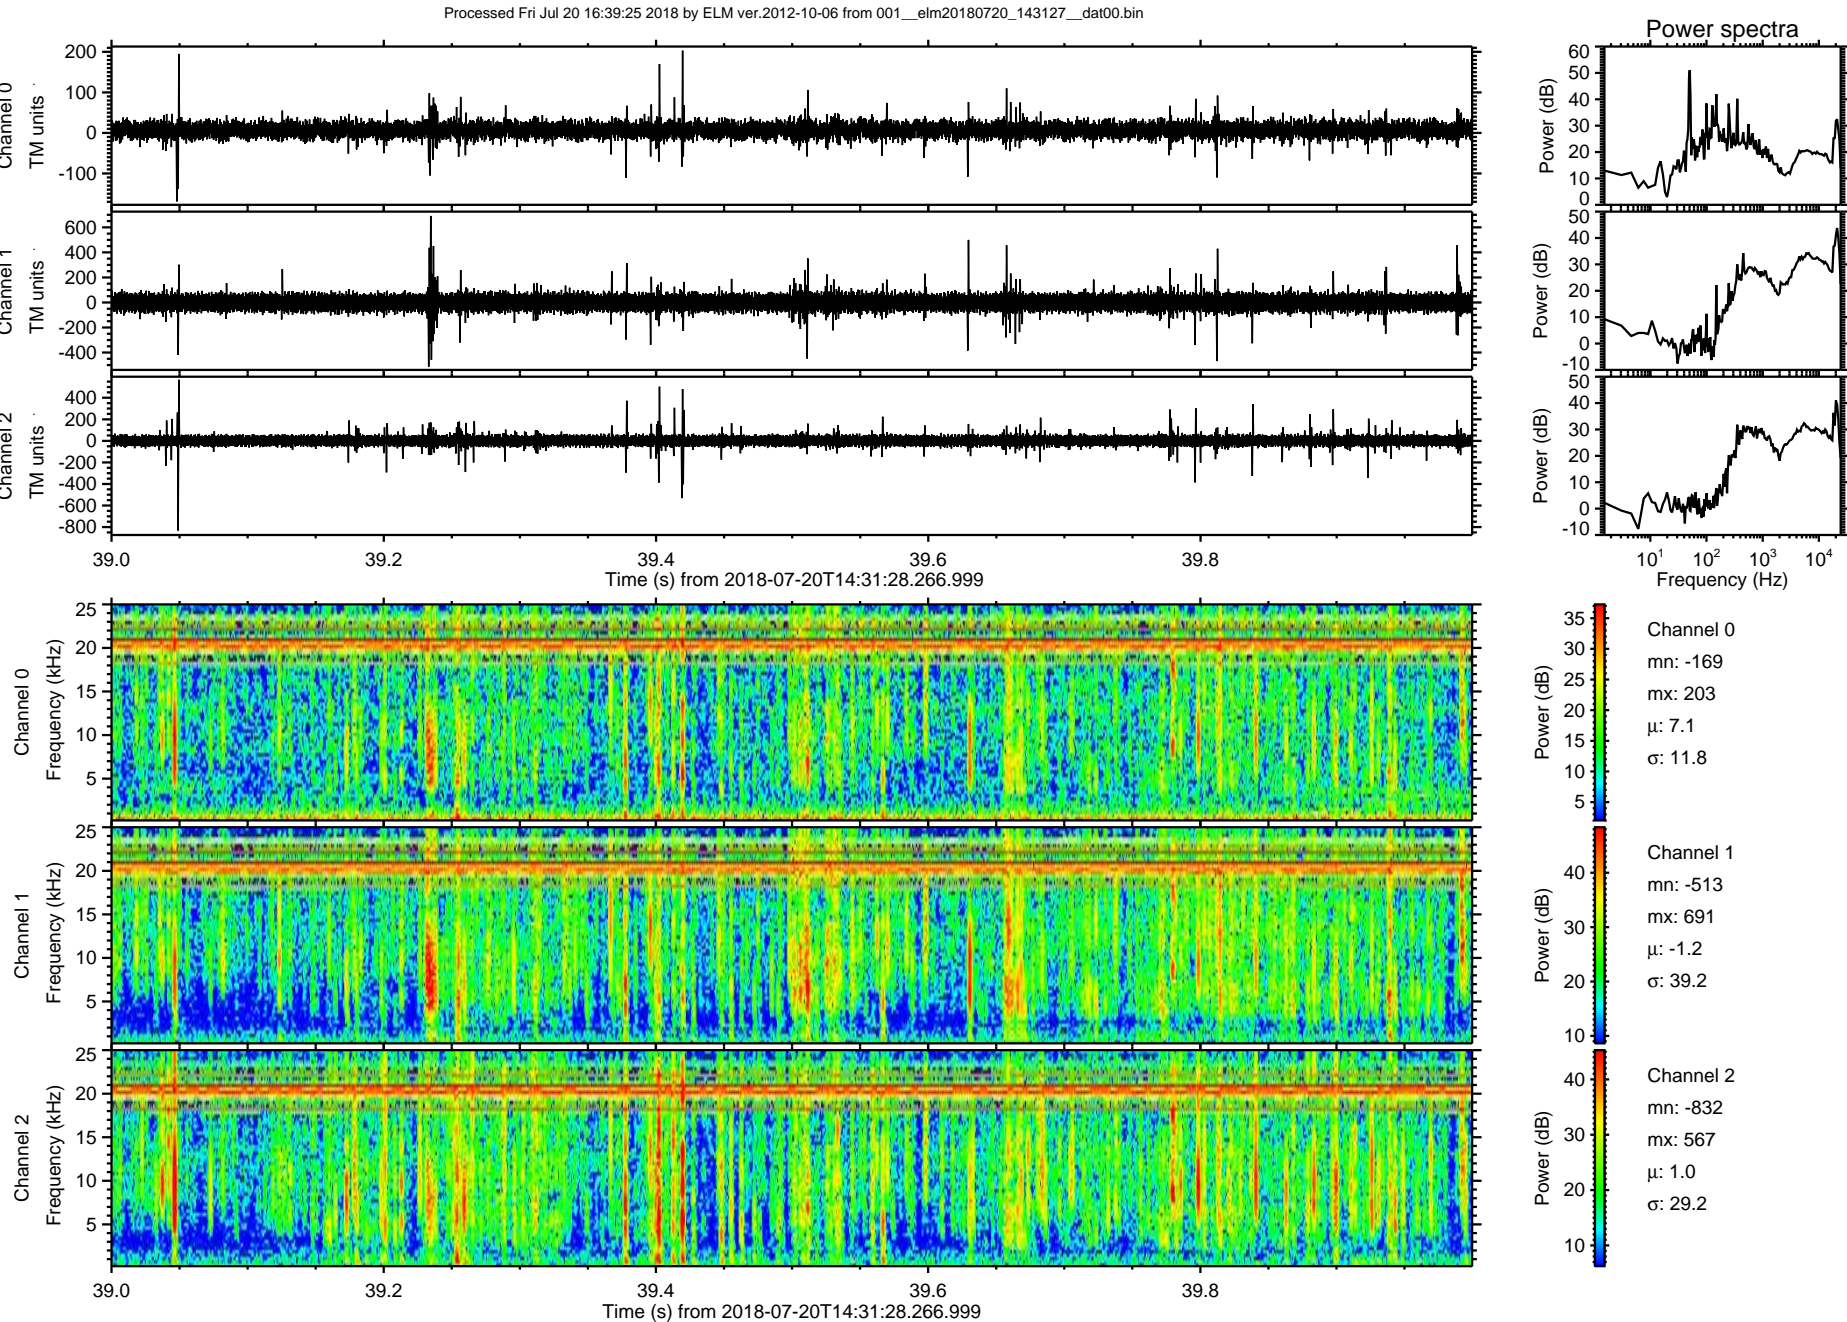 Processed Fri Jul 20 16:39:25 2018 by ELM ver.2012-10-06 from 001__elm20180720_143127__dat00.bin
Power spectra
Channel 0
TM units
200
100
0
-100
Power (dB)
60
50
40
30
20
10
0
Channel 1
TM units
600
400
200
0
-200
-400
Power (dB)
50
40
30
20
10
0
-10
Channel 2
TM units
400
200
0
-200
-400
-600
-800
Power (dB)
50
40
30
20
10
0
-10
39.0 39.2 39.4 39.6 39.8
Time (s) from 2018-07-20T14:31:28.266.999
10^1 10^2 10^3 10^4
Frequency (Hz)
Channel 0
Frequency (kHz)
25
20
15
10
5
Power (dB)
35
30
25
20
15
10
5
Channel 0
mn: -169
mx: 203
μ: 7.1
σ: 11.8
Channel 1
Frequency (kHz)
25
20
15
10
5
Power (dB)
40
30
20
10
Channel 1
mn: -513
mx: 691
μ: -1.2
σ: 39.2
Channel 2
Frequency (kHz)
25
20
15
10
5
Power (dB)
40
30
20
10
Channel 2
mn: -832
mx: 567
μ: 1.0
σ: 29.2
39.0 39.2 39.4 39.6 39.8
Time (s) from 2018-07-20T14:31:28.266.999